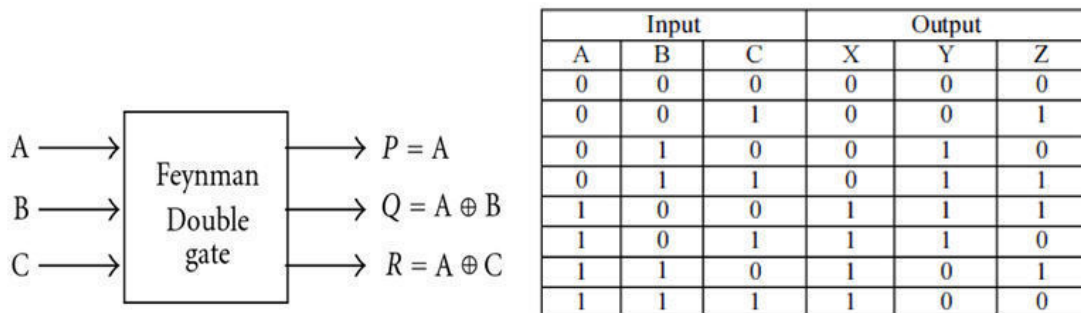 A
B
C
Feynman
Double
gate
P = A
Q = A ⊕ B
R = A ⊕ C
Input Output
A B C X Y Z
0 0 0 0 0 0
0 0 1 0 0 1
0 1 0 0 1 0
0 1 1 0 1 1
1 0 0 1 1 1
1 0 1 1 1 0
1 1 0 1 0 1
1 1 1 1 0 0